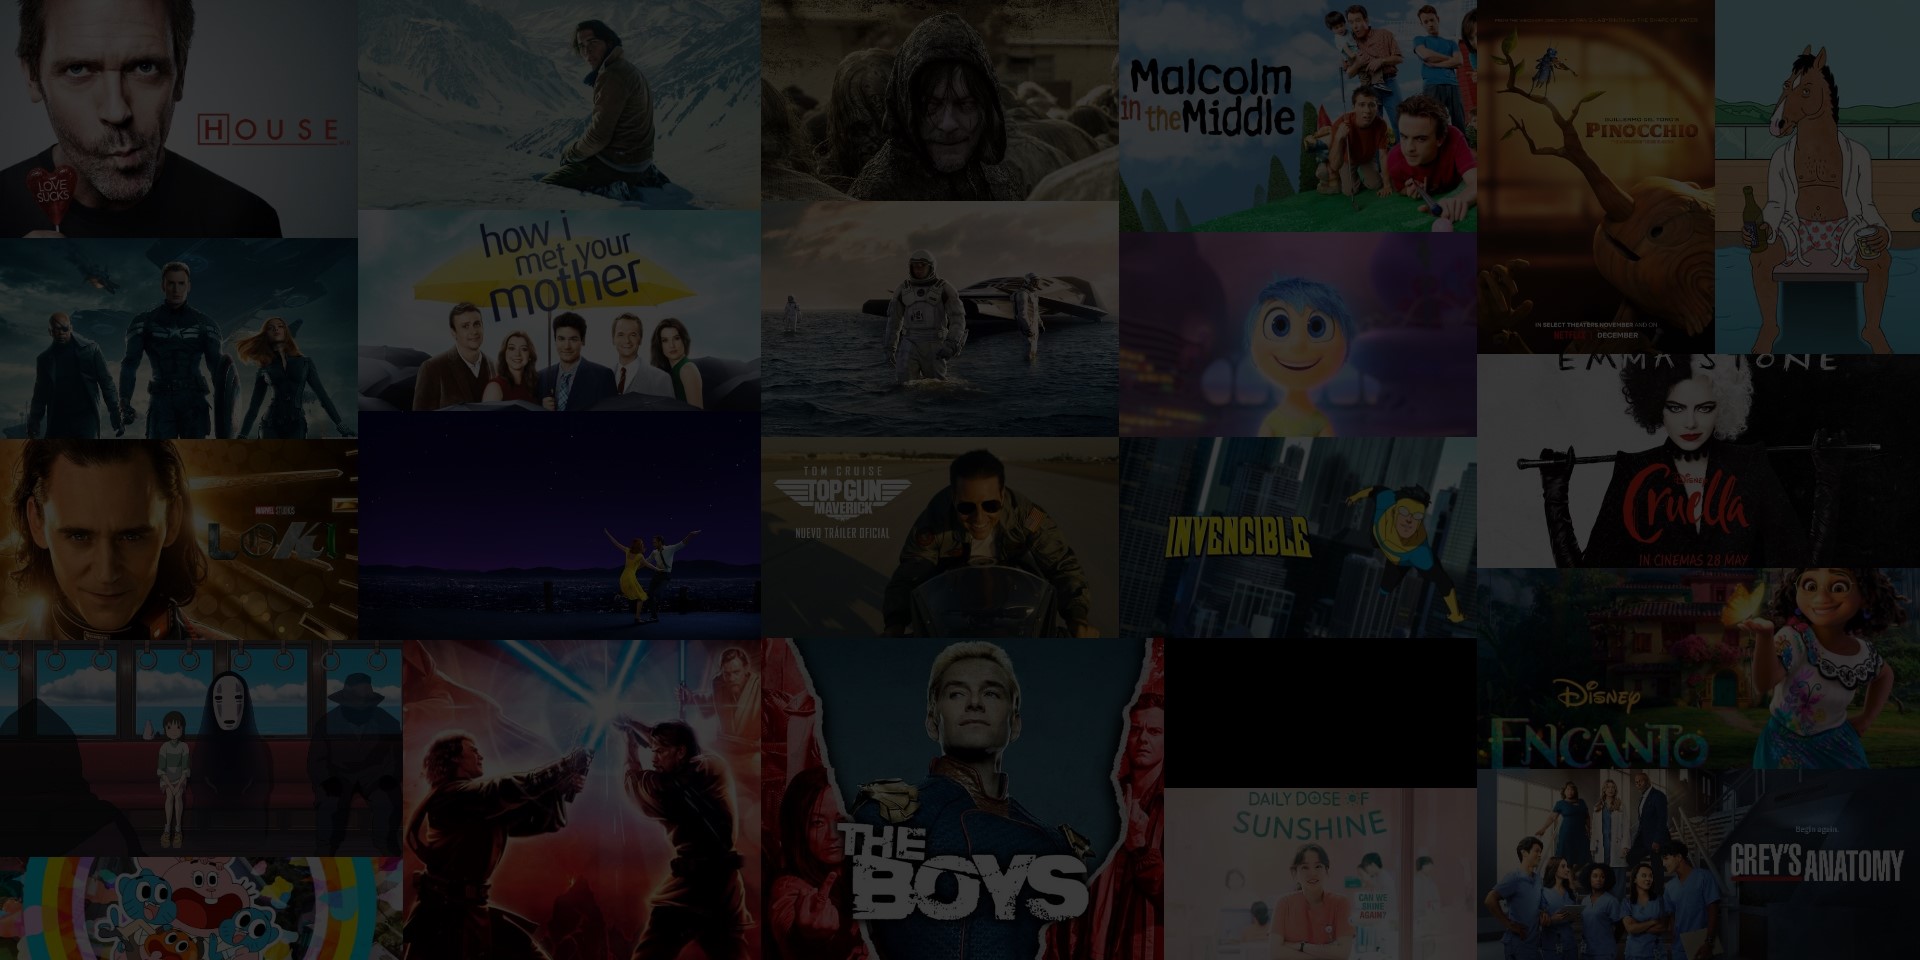 HOUSE
LOVE
SUCKS
how i
met your
mother
Malcolm
in the Middle
GUILLERMO DEL TORO'S
PINOCCHIO
IN SELECT THEATERS NOVEMBER AND ON
NETFLIX DECEMBER
EMMA STONE
Disney
Cruella
IN CINEMAS 28 MAY
MARVEL STUDIOS
LOKI
TOM CRUISE
TOP GUN
MAVERICK
NUEVO TRÁILER OFICIAL
INVENCIBLE
DISNEY
ENCANTO
THE
BOYS
DAILY DOSE OF
SUNSHINE
CAN WE
SHINE
AGAIN?
Begin again.
GREY'S ANATOMY